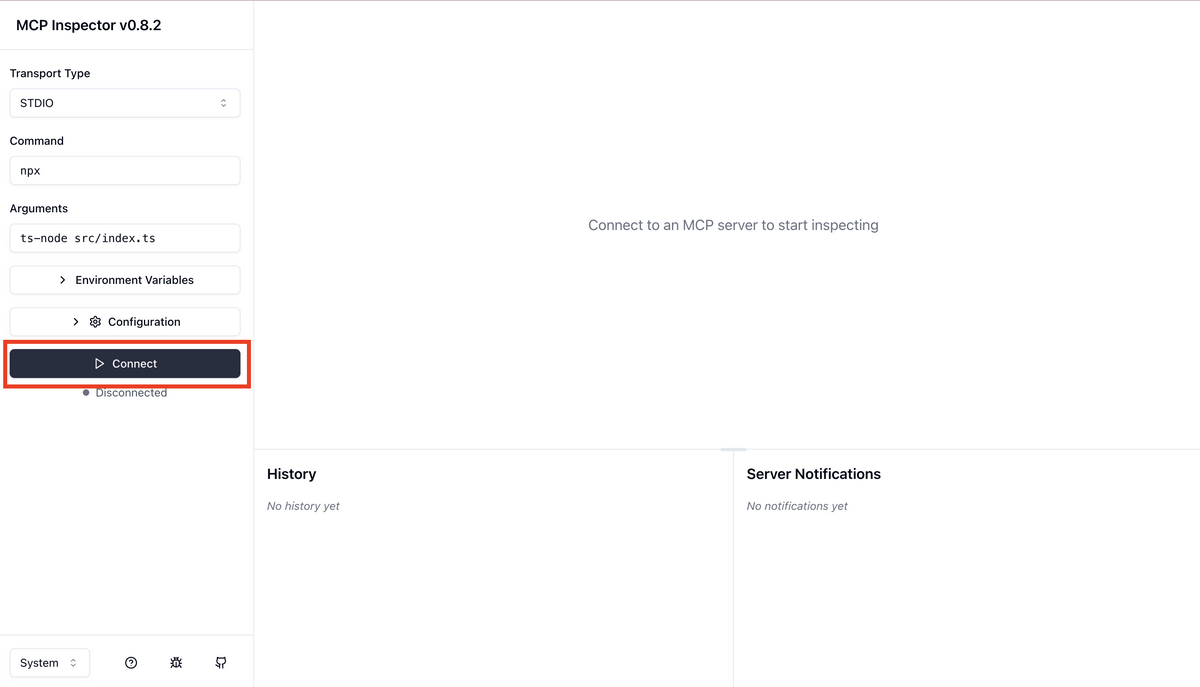 MCP Inspector v0.8.2
Transport Type
STDIO
Command
npx
Arguments
ts-node src/index.ts
Environment Variables
Configuration
Connect
Disconnected
System
Connect to an MCP server to start inspecting
History
No history yet
Server Notifications
No notifications yet